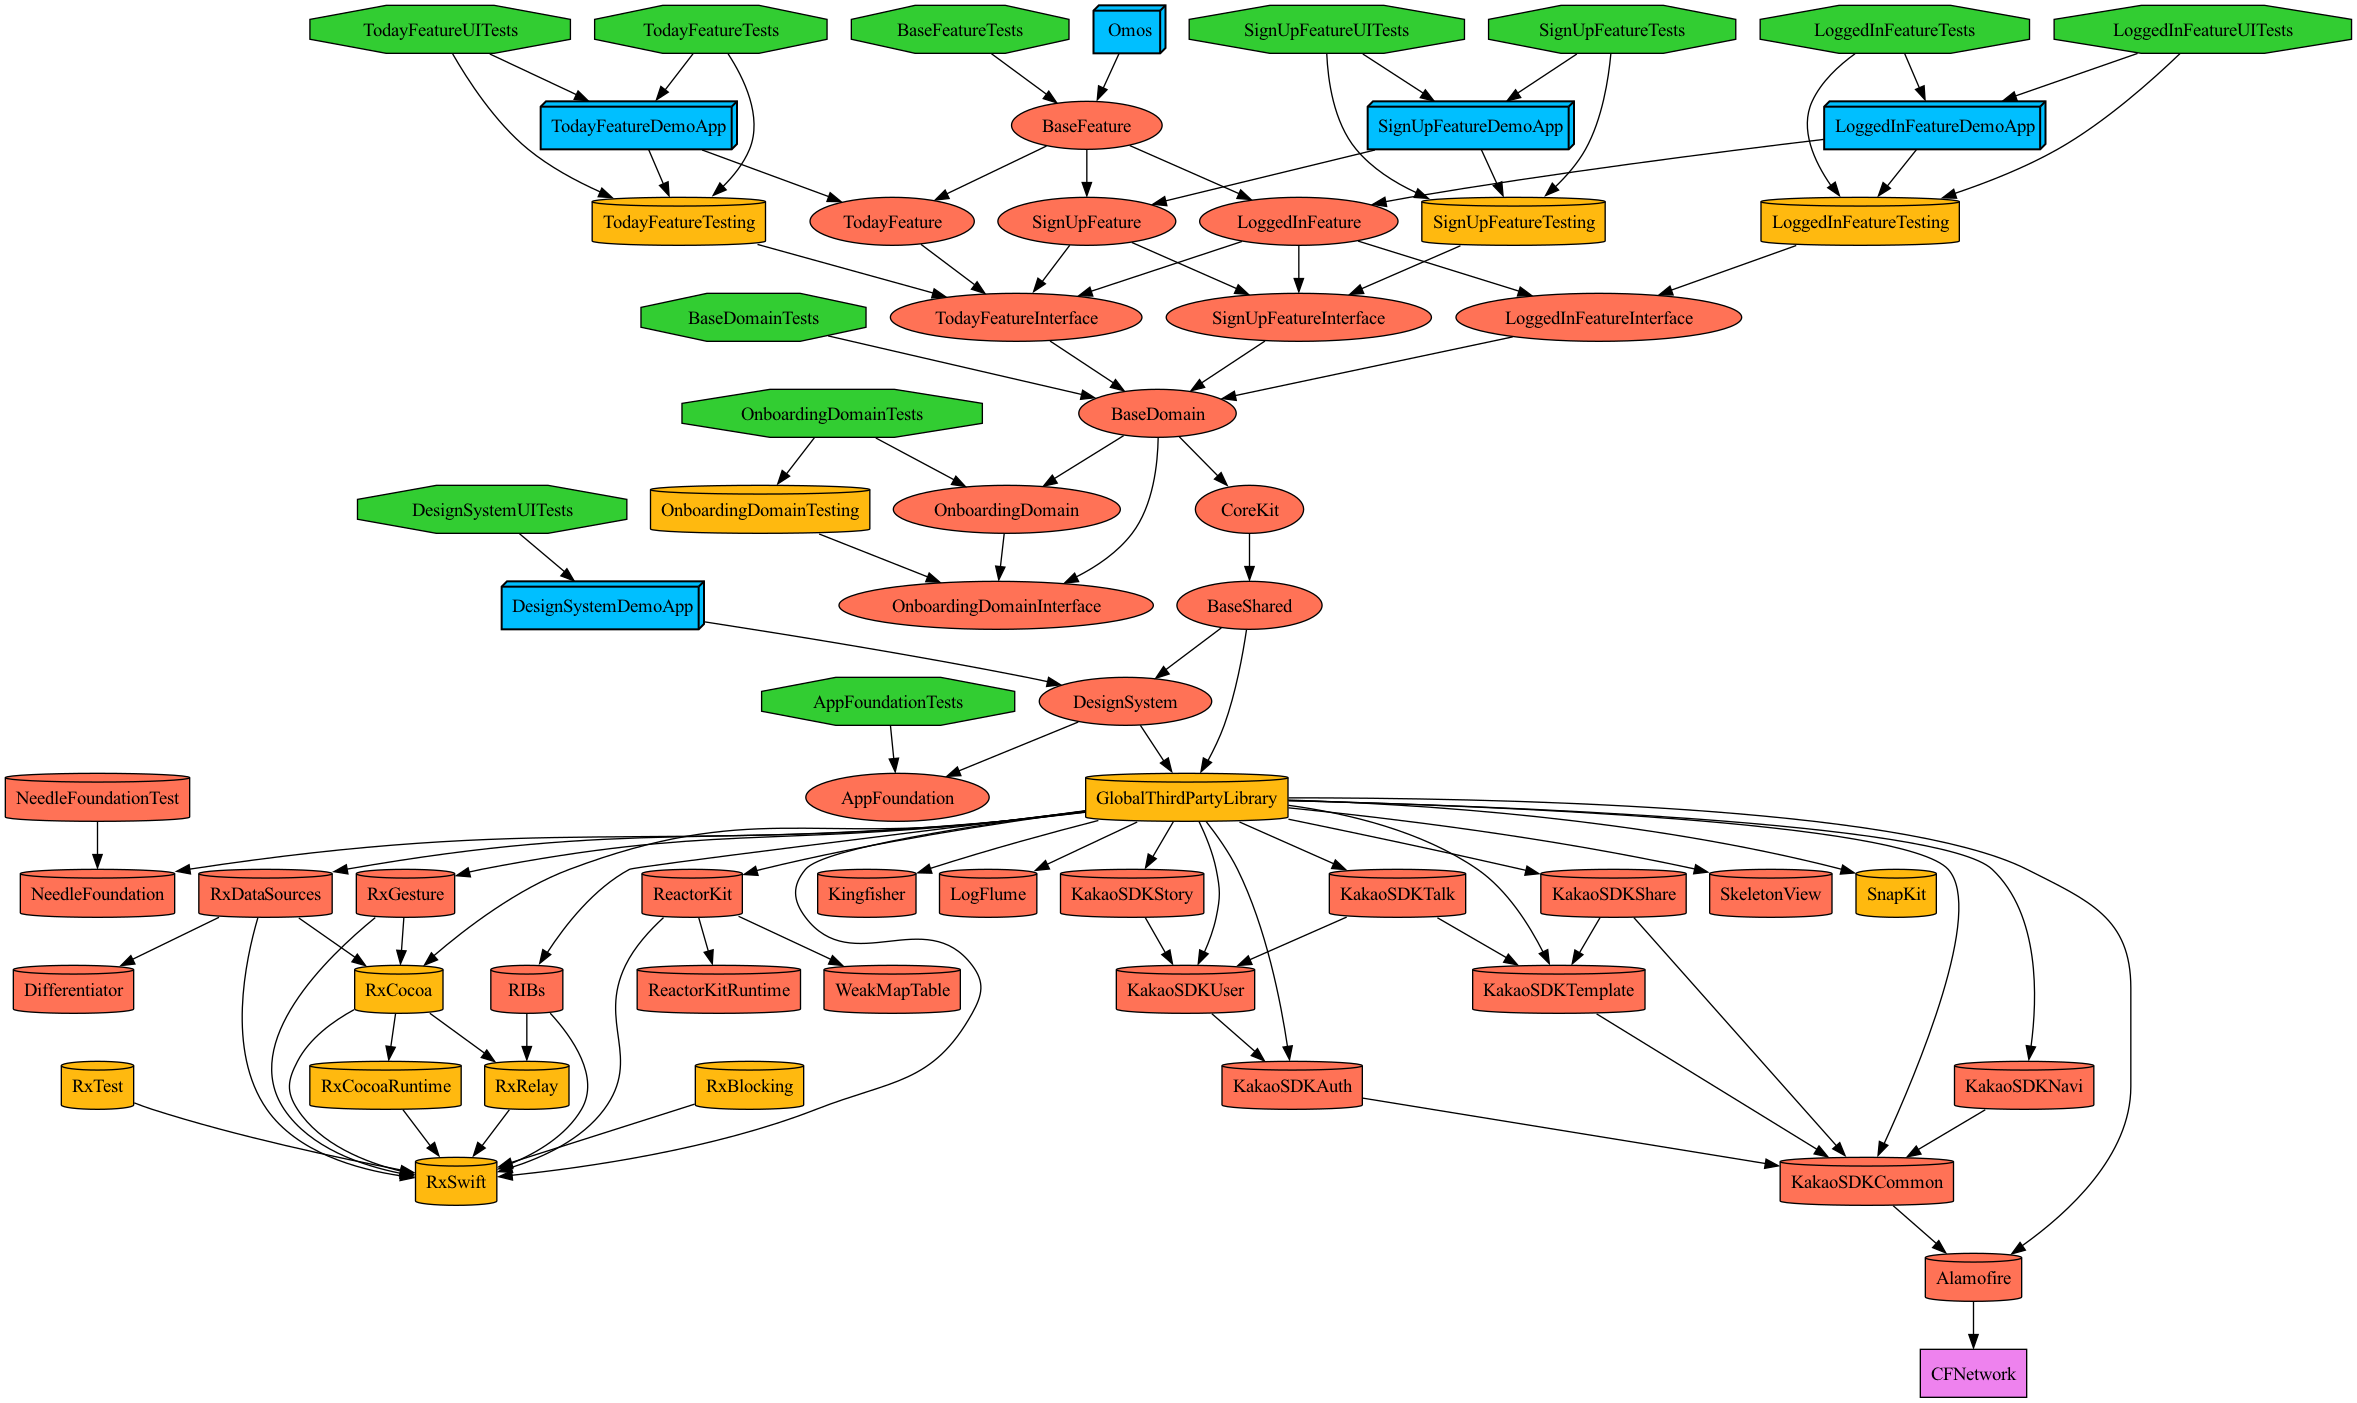 TodayFeatureUITests
TodayFeatureTests
BaseFeatureTests
Omos
SignUpFeatureUITests
SignUpFeatureTests
LoggedInFeatureTests
LoggedInFeatureUITests
TodayFeatureDemoApp
BaseFeature
SignUpFeatureDemoApp
LoggedInFeatureDemoApp
TodayFeatureTesting
TodayFeature
SignUpFeature
LoggedInFeature
SignUpFeatureTesting
LoggedInFeatureTesting
BaseDomainTests
TodayFeatureInterface
SignUpFeatureInterface
LoggedInFeatureInterface
OnboardingDomainTests
BaseDomain
DesignSystemUITests
OnboardingDomainTesting
OnboardingDomain
CoreKit
DesignSystemDemoApp
OnboardingDomainInterface
BaseShared
AppFoundationTests
DesignSystem
NeedleFoundationTest
AppFoundation
GlobalThirdPartyLibrary
NeedleFoundation
RxDataSources
RxGesture
ReactorKit
Kingfisher
LogFlume
KakaoSDKStory
KakaoSDKTalk
KakaoSDKShare
SkeletonView
SnapKit
Differentiator
RxCocoa
RIBs
ReactorKitRuntime
WeakMapTable
KakaoSDKUser
KakaoSDKTemplate
RxTest
RxCocoaRuntime
RxRelay
RxBlocking
KakaoSDKAuth
KakaoSDKNavi
RxSwift
KakaoSDKCommon
Alamofire
CFNetwork